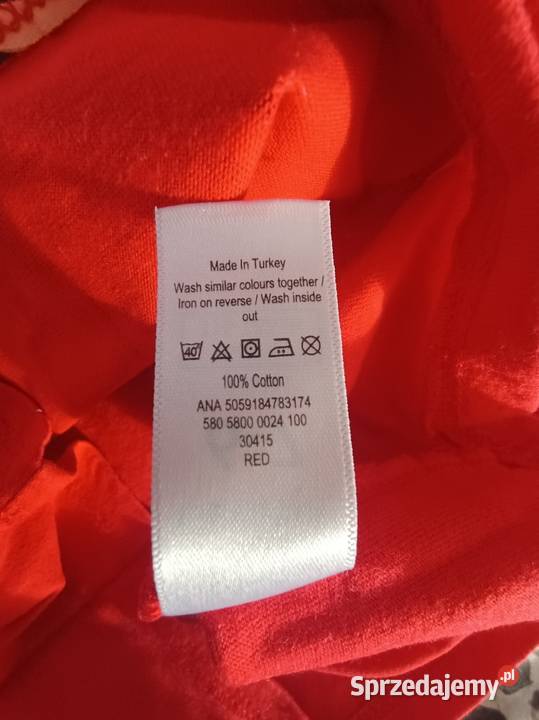 Made In Turkey
Wash similar colours together /
Iron on reverse / Wash inside
out
40
100% Cotton
ANA 5059184783174
580 5800 0024 100
30415
RED
Sprzedajemy.pl